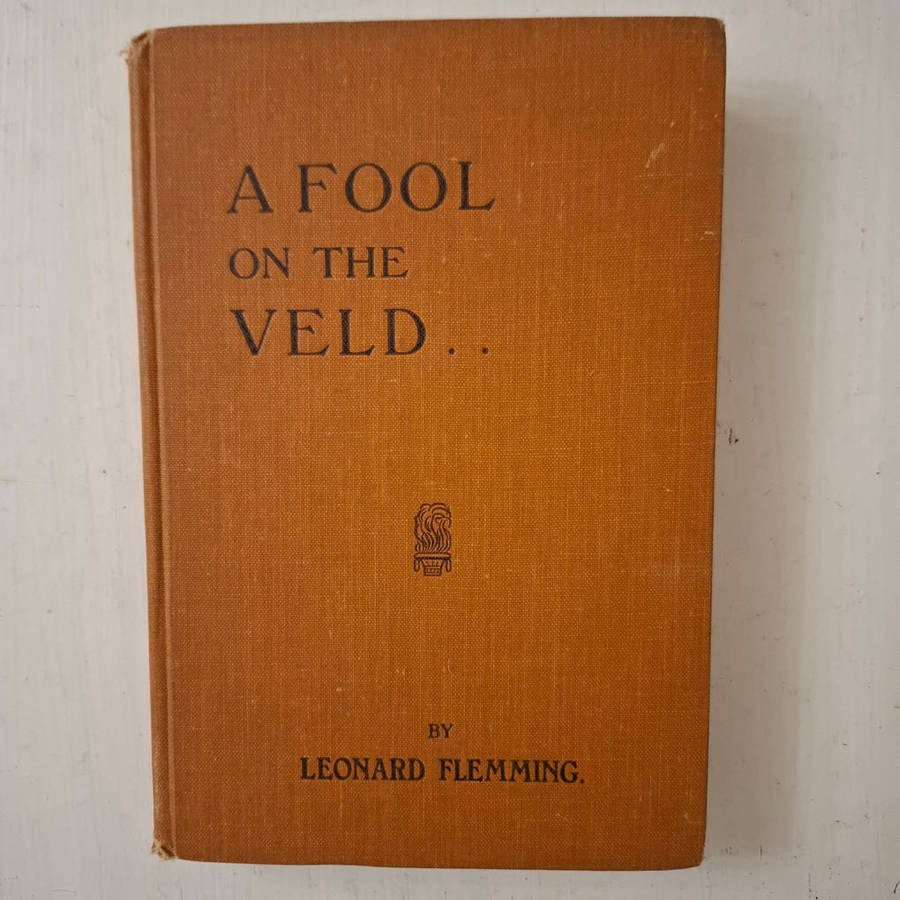 A FOOL
ON THE
VELD . .
BY
LEONARD FLEMMING.